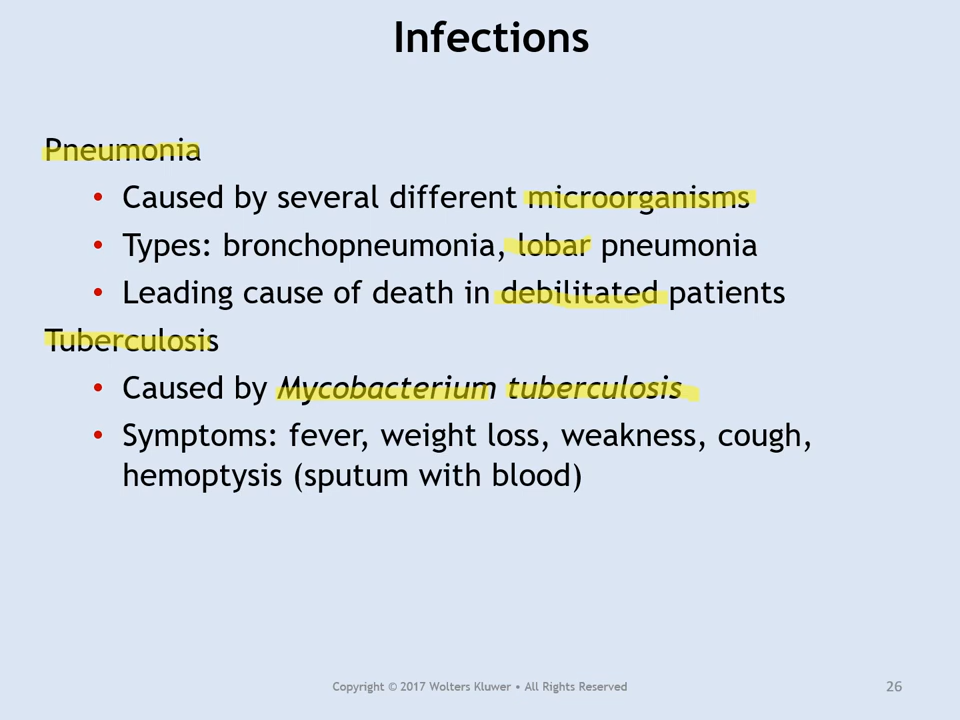 Infections
Pneumonia
• Caused by several different microorganisms
• Types: bronchopneumonia, lobar pneumonia
• Leading cause of death in debilitated patients
Tuberculosis
• Caused by Mycobacterium tuberculosis
• Symptoms: fever, weight loss, weakness, cough,
hemoptysis (sputum with blood)
Copyright © 2017 Wolters Kluwer • All Rights Reserved
26